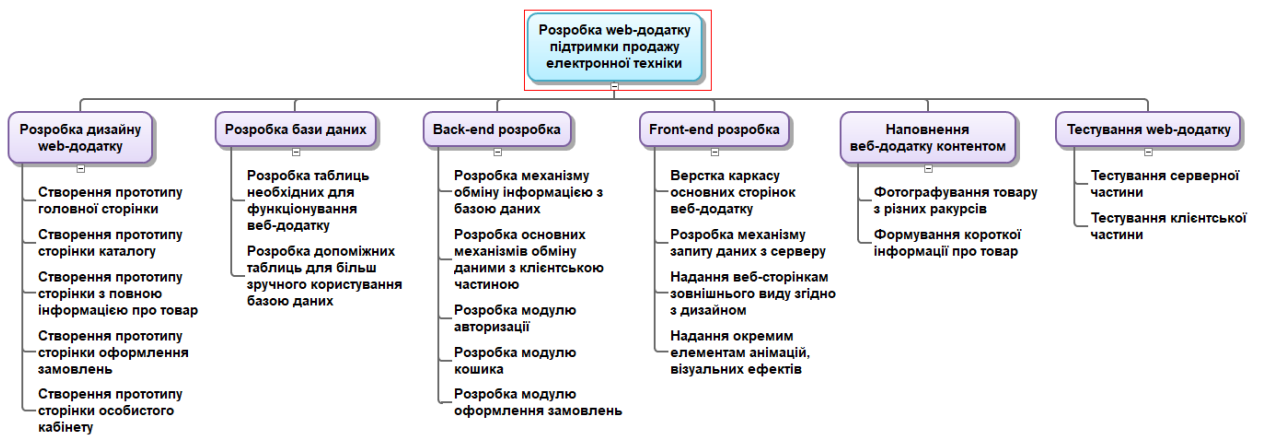 Розробка web-додатку
підтримки продажу
електронної техніки
Розробка дизайну
web-додатку
Створення прототипу
головної сторінки
Створення прототипу
сторінки каталогу
Створення прототипу
сторінки з повною
інформацією про товар
Створення прототипу
сторінки оформлення
замовлень
Створення прототипу
сторінки особистого
кабінету
Розробка бази даних
Розробка таблиць
необхідних для
функціонування
веб-додатку
Розробка допоміжних
таблиць для більш
зручного користування
базою даних
Back-end розробка
Розробка механізму
обміну інформацією з
базою даних
Розробка основних
механізмів обміну
даними з клієнтською
частиною
Розробка модулю
авторизації
Розробка модулю
кошика
Розробка модулю
оформлення замовлень
Front-end розробка
Верстка каркасу
основних сторінок
веб-додатку
Розробка механізму
запиту даних з серверу
Надання веб-сторінкам
зовнішнього виду згідно
з дизайном
Надання окремим
елементам анімацій,
візуальних ефектів
Наповнення
веб-додатку контентом
Фотографування товару
з різних ракурсів
Формування короткої
інформації про товар
Тестування web-додатку
Тестування серверної
частини
Тестування клієнтської
частини